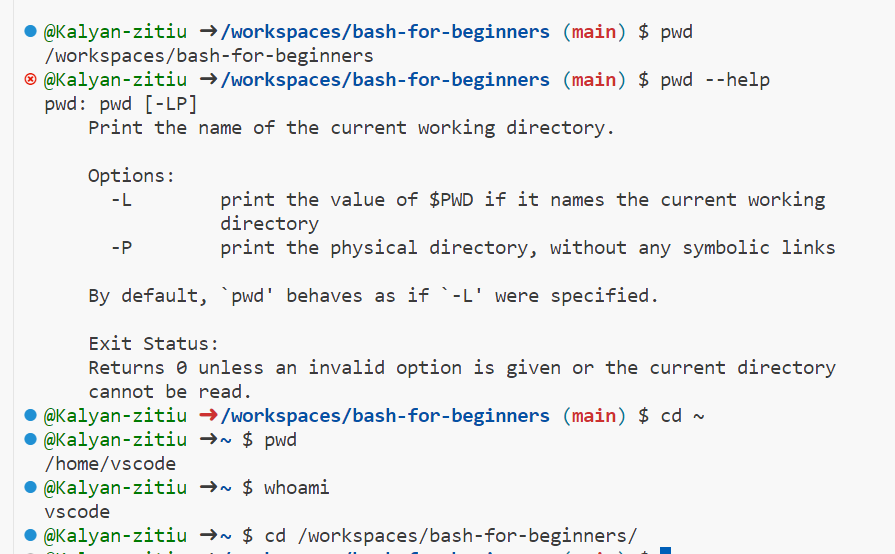 @Kalyan-zitiu ➜/workspaces/bash-for-beginners (main) $ pwd
/workspaces/bash-for-beginners
@Kalyan-zitiu ➜/workspaces/bash-for-beginners (main) $ pwd --help
pwd: pwd [-LP]
    Print the name of the current working directory.

    Options:
      -L        print the value of $PWD if it names the current working
                directory
      -P        print the physical directory, without any symbolic links

    By default, `pwd' behaves as if `-L' were specified.

    Exit Status:
    Returns 0 unless an invalid option is given or the current directory
    cannot be read.
@Kalyan-zitiu ➜/workspaces/bash-for-beginners (main) $ cd ~
@Kalyan-zitiu ➜~ $ pwd
/home/vscode
@Kalyan-zitiu ➜~ $ whoami
vscode
@Kalyan-zitiu ➜~ $ cd /workspaces/bash-for-beginners/